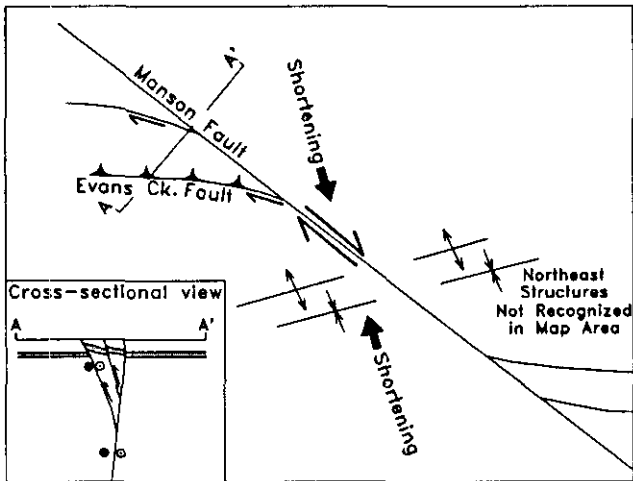 A'
Manson Fault
Shortening
Evans Ck. Fault
A
Northeast
Structures
Not Recognized
in Map Area
Shortening
Cross-sectional view
A A'